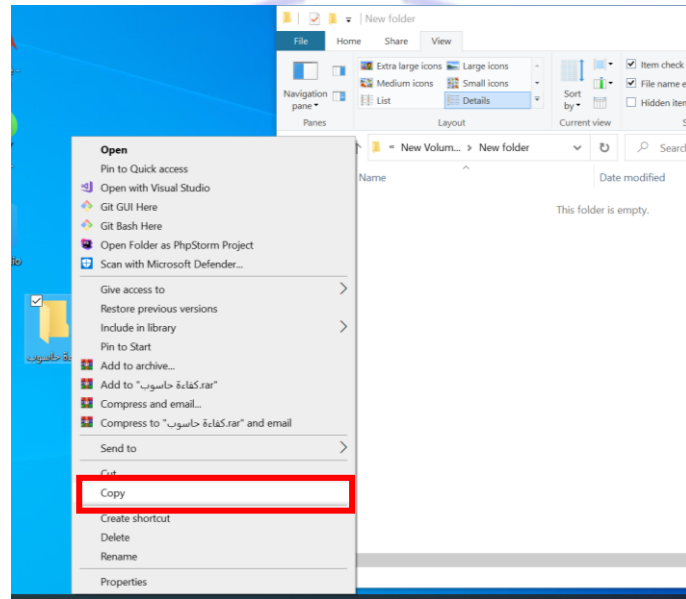 New folder
File Home Share View
Extra large icons Large icons
Medium icons Small icons
List Details
Navigation pane
Sort by
Item check
File name e
Hidden iten
Panes Layout Current view S
New Volum... > New folder
Searcl
Name Date modified
This folder is empty.
Open
Pin to Quick access
Open with Visual Studio
Git GUI Here
Git Bash Here
Open Folder as PhpStorm Project
Scan with Microsoft Defender...
Give access to
Restore previous versions
Include in library
Pin to Start
Add to archive...
Add to "كفاءة حاسوب.rar"
Compress and email...
Compress to "كفاءة حاسوب.rar" and email
Send to
Cut
Copy
Create shortcut
Delete
Rename
Properties
حاسوب